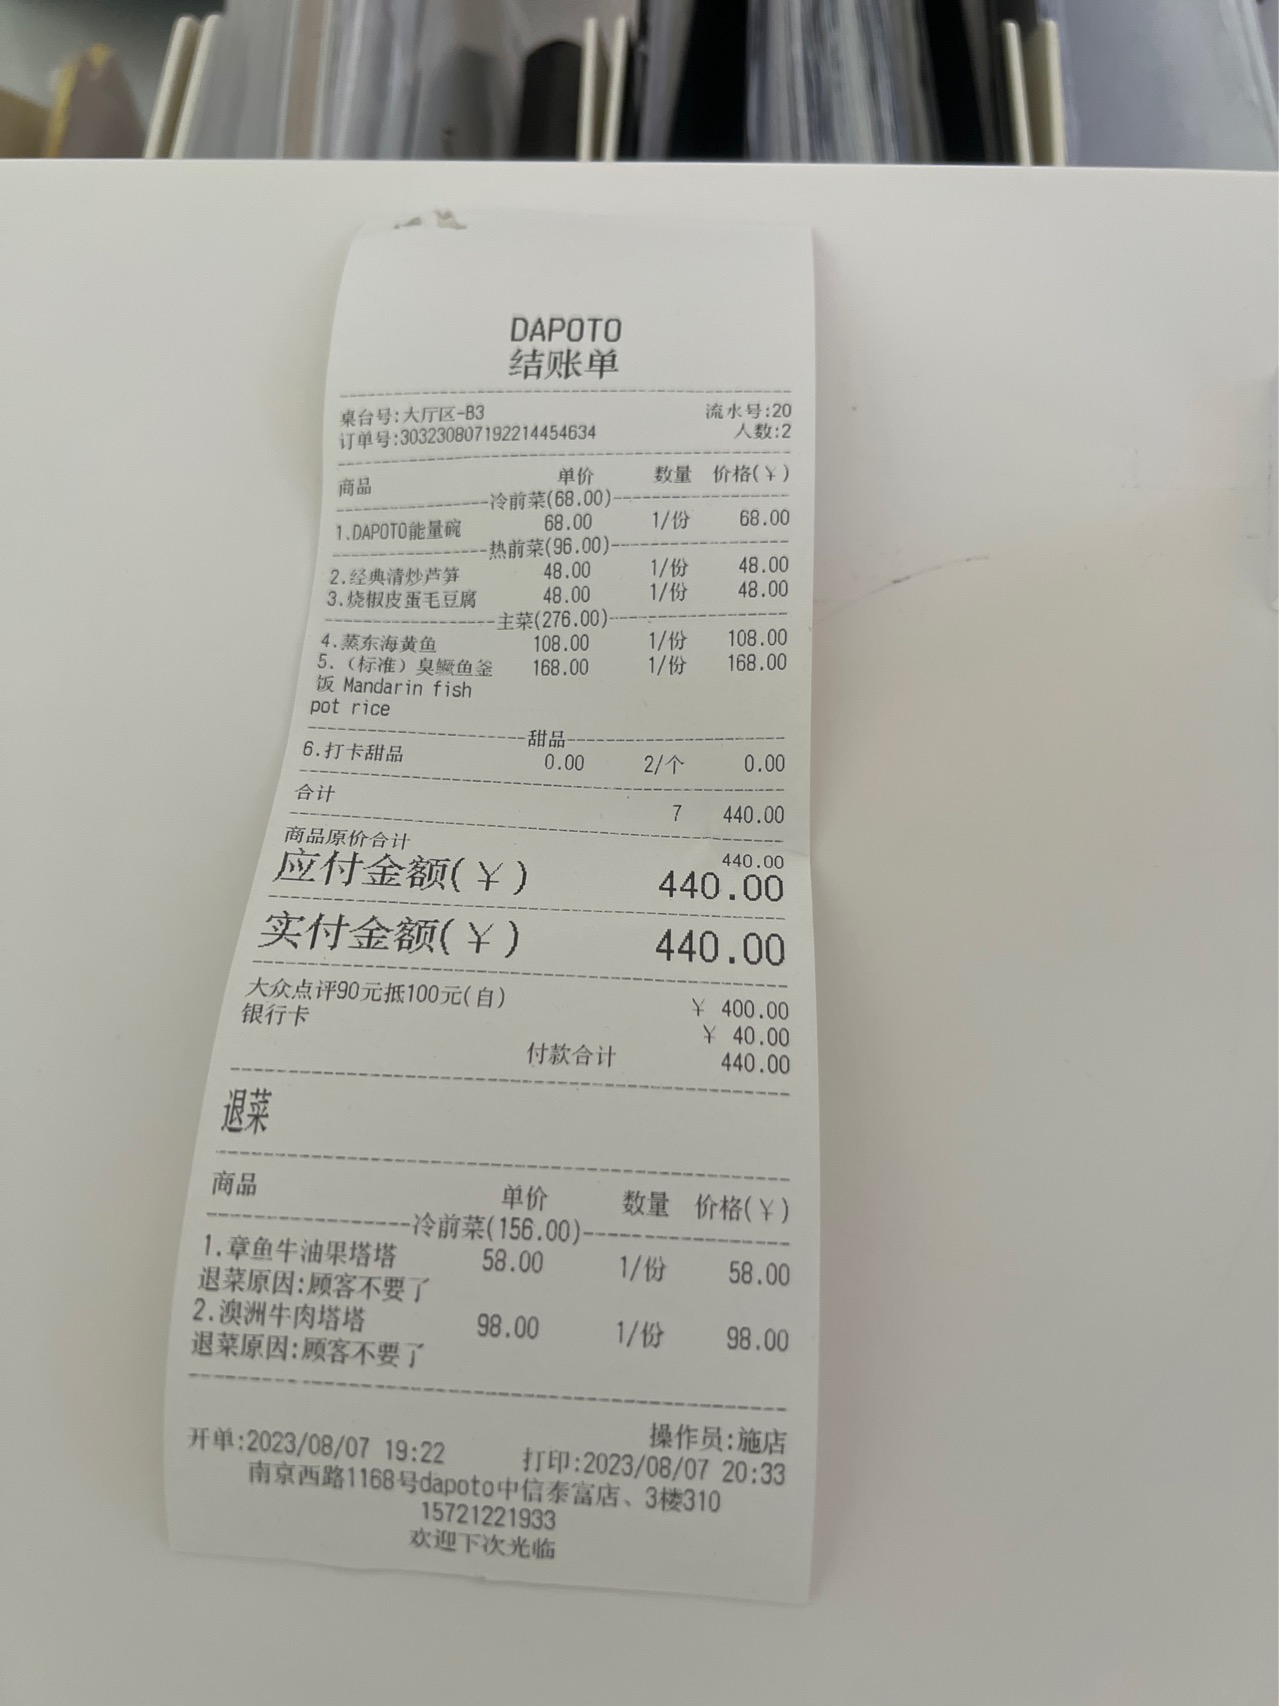 DAPOTO
结账单
桌台号:大厅区-B3 流水号:20
订单号:303230807192214454634 人数:2
商品 单价 数量 价格(¥)
冷前菜(68.00)
1.DAPOTO能量碗 68.00 1/份 68.00
热前菜(96.00)
2.经典清炒芦笋 48.00 1/份 48.00
3.烧椒皮蛋毛豆腐 48.00 1/份 48.00
主菜(276.00)
4.蒸东海黄鱼 108.00 1/份 108.00
5.（标准）臭鳜鱼釜 168.00 1/份 168.00
饭 Mandarin fish
pot rice
甜品
6.打卡甜品 0.00 2/个 0.00
合计 7 440.00
商品原价合计 440.00
应付金额(¥) 440.00
实付金额(¥) 440.00
大众点评90元抵100元(自) ¥ 400.00
银行卡 ¥ 40.00
付款合计 440.00
退菜
商品 单价 数量 价格(¥)
冷前菜(156.00)
1.章鱼牛油果塔塔 58.00 1/份 58.00
退菜原因:顾客不要了
2.澳洲牛肉塔塔 98.00 1/份 98.00
退菜原因:顾客不要了
操作员:施店
开单:2023/08/07 19:22 打印:2023/08/07 20:33
南京西路1168号dapoto中信泰富店、3楼310
15721221933
欢迎下次光临